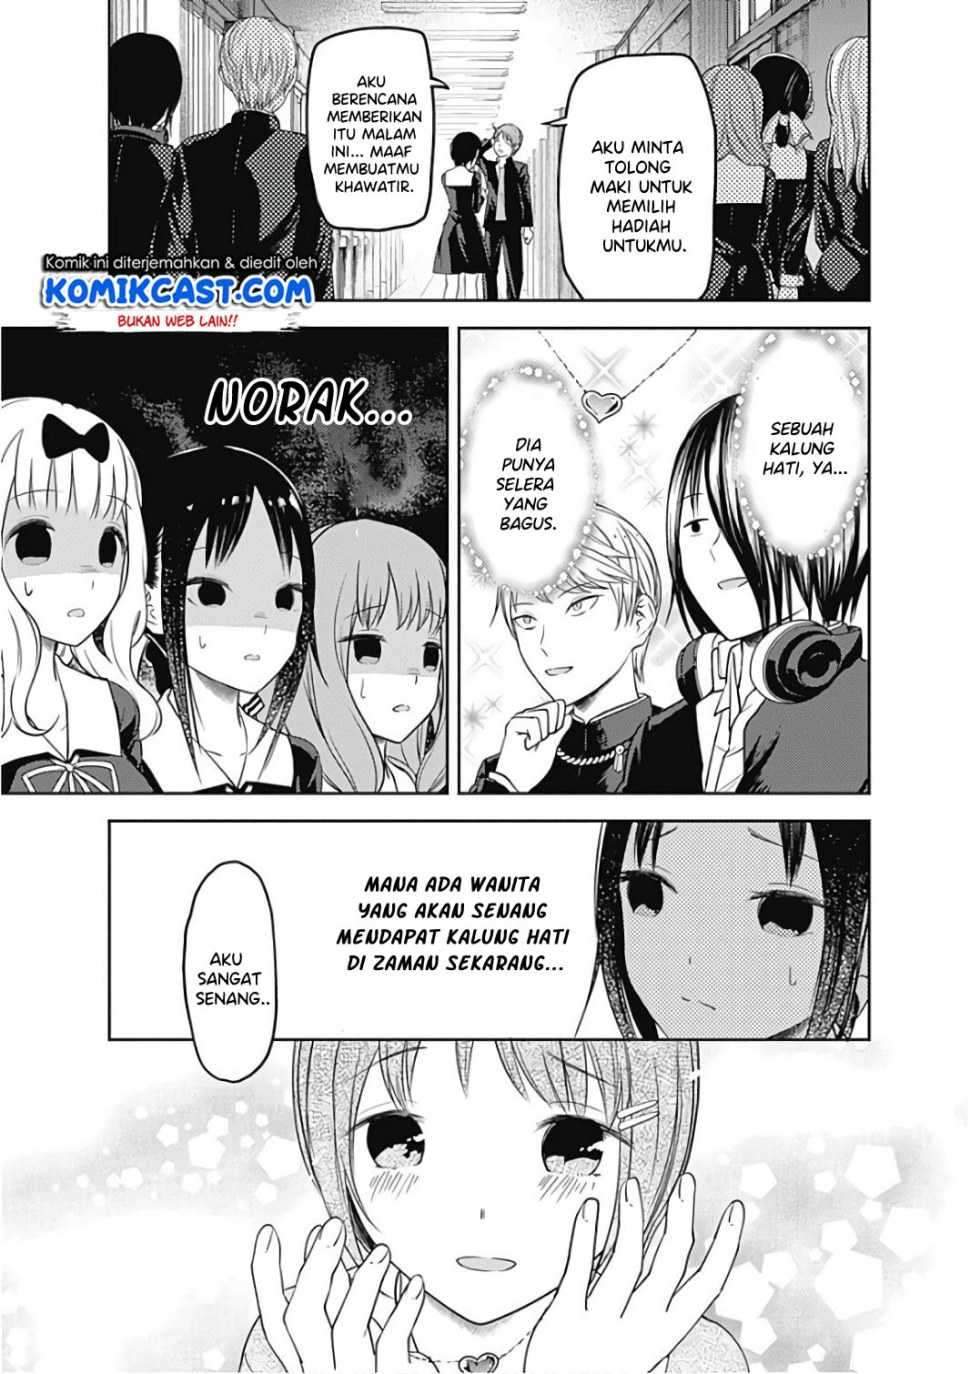 AKU MINTA
TOLONG
MAKI UNTUK
MEMILIH
HADIAH
UNTUKMU.
AKU
BERENCANA
MEMBERIKAN
ITU MALAM
INI... MAAF
MEMBUATMU
KHAWATIR.
Komik ini diterjemahkan & diedit oleh :
KOMIKCAST.COM
BUKAN WEB LAIN!!
SEBUAH
KALUNG
HATI, YA...
DIA
PUNYA
SELERA
YANG
BAGUS.
NORAK...
MANA ADA WANITA
YANG AKAN SENANG
MENDAPAT KALUNG HATI
DI ZAMAN SEKARANG...
AKU
SANGAT
SENANG..